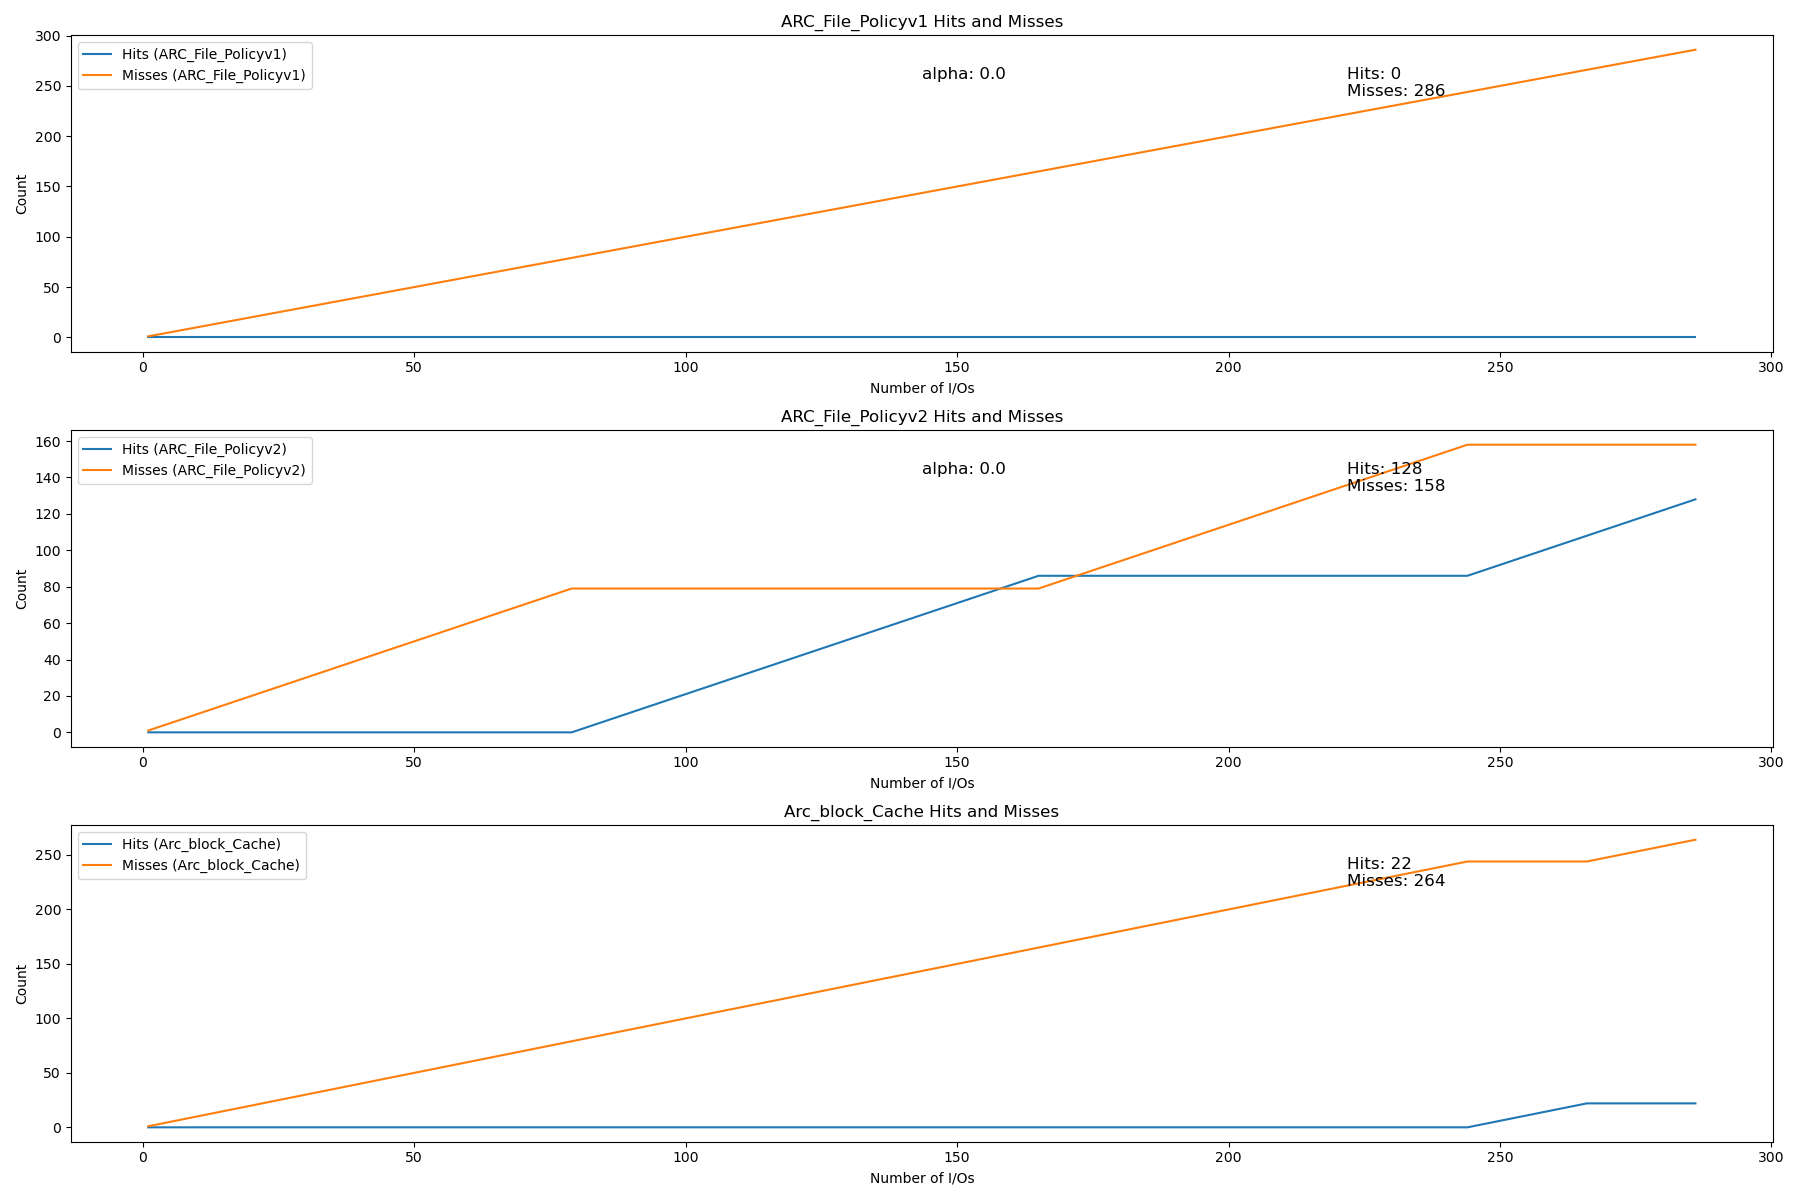 ARC_File_Policyv1 Hits and Misses
Hits (ARC_File_Policyv1)
Misses (ARC_File_Policyv1)
alpha: 0.0
Hits: 0
Misses: 286
Count
300
250
200
150
100
50
0
0 50 100 150 200 250 300
Number of I/Os
ARC_File_Policyv2 Hits and Misses
Hits (ARC_File_Policyv2)
Misses (ARC_File_Policyv2)
alpha: 0.0
Hits: 128
Misses: 158
Count
160
140
120
100
80
60
40
20
0
0 50 100 150 200 250 300
Number of I/Os
Arc_block_Cache Hits and Misses
Hits (Arc_block_Cache)
Misses (Arc_block_Cache)
Hits: 22
Misses: 264
Count
250
200
150
100
50
0
0 50 100 150 200 250 300
Number of I/Os